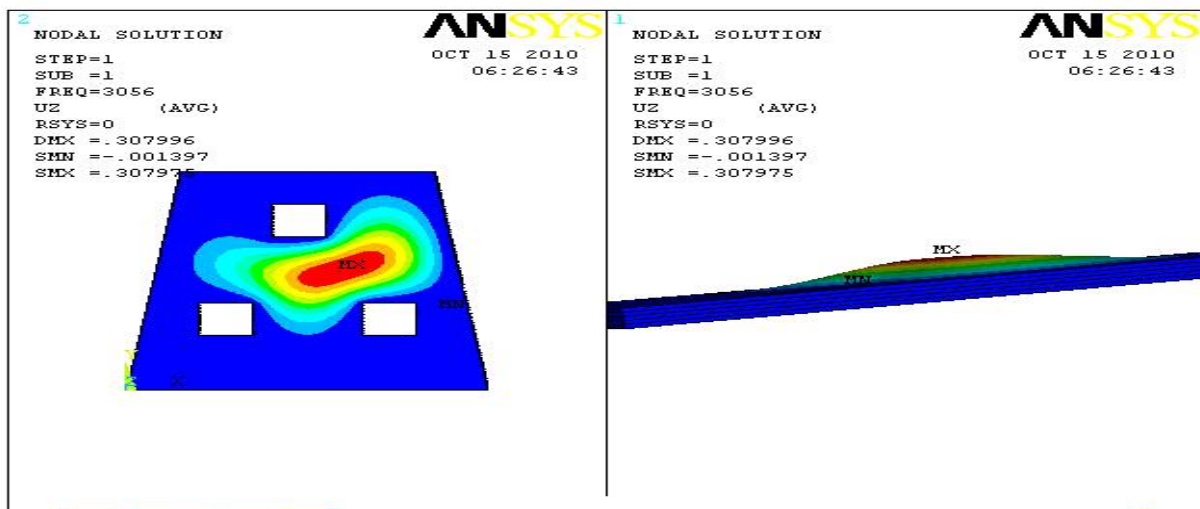 2
ANSYS
NODAL SOLUTION
OCT 15 2010
06:26:43
STEP=1
SUB =1
FREQ=3056
UZ (AVG)
RSYS=0
DMX =.307996
SMN =-.001397
SMX =.307975
MX
MN
X
1
ANSYS
NODAL SOLUTION
OCT 15 2010
06:26:43
STEP=1
SUB =1
FREQ=3056
UZ (AVG)
RSYS=0
DMX =.307996
SMN =-.001397
SMX =.307975
MX
MN